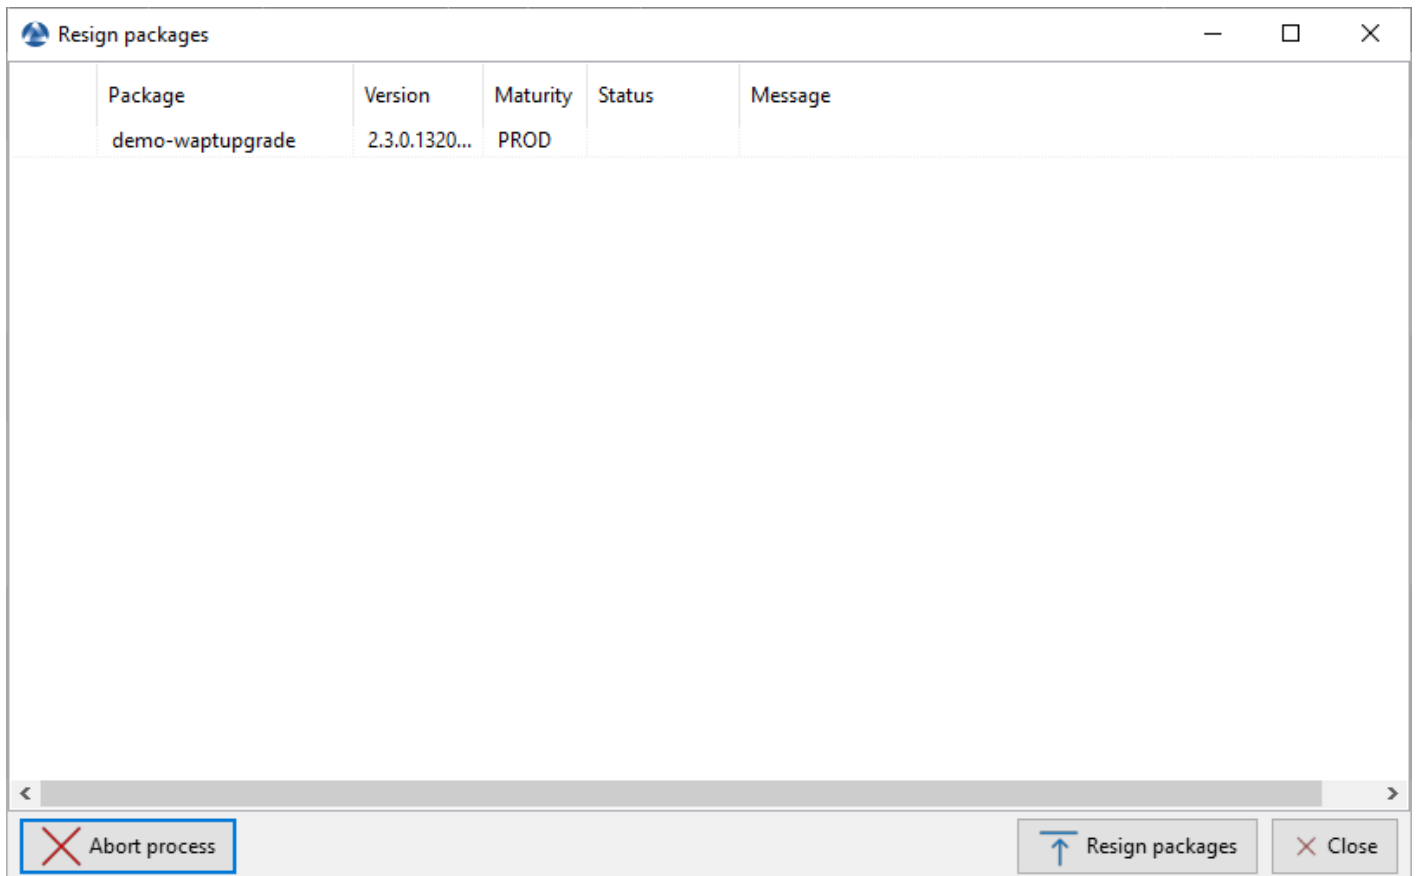 Resign packages
Package Version Maturity Status Message
demo-waptupgrade 2.3.0.1320... PROD
Abort process Resign packages Close